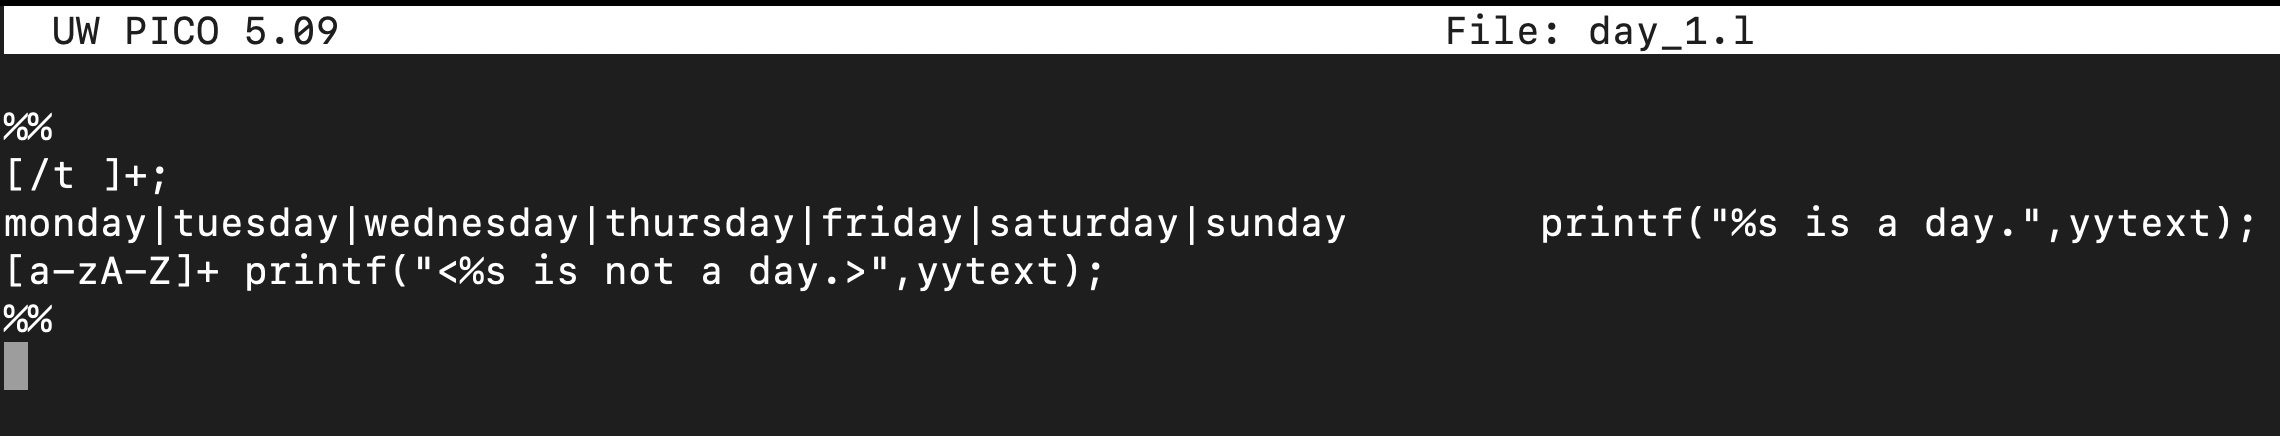 UW PICO 5.09 File: day_1.l
%%
[/t ]+;
monday|tuesday|wednesday|thursday|friday|saturday|sunday printf("%s is a day.",yytext);
[a-zA-Z]+ printf("<%s is not a day.>",yytext);
%%